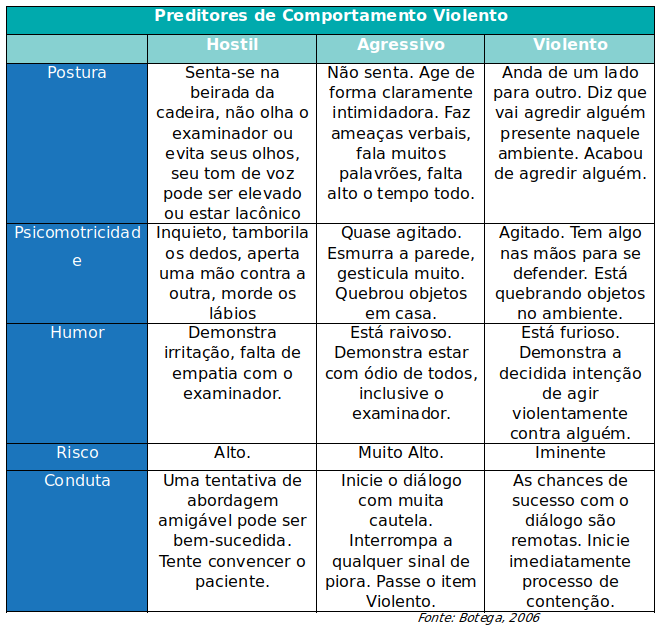 Preditores de Comportamento Violento
Hostil
Agressivo
Violento
Postura
Senta-se na
beirada da
cadeira, não olha o
examinador ou
evita seus olhos,
seu tom de voz
pode ser elevado
ou estar lacônico
Não senta. Age de
forma claramente
intimidadora. Faz
ameaças verbais,
fala muitos
palavrões, falta
alto o tempo todo.
Anda de um lado
para outro. Diz que
vai agredir alguém
presente naquele
ambiente. Acabou
de agredir alguém.
Psicomotricidad
e
Inquieto, tamborila
os dedos, aperta
uma mão contra a
outra, morde os
lábios
Quase agitado.
Esmurra a parede,
gesticula muito.
Quebrou objetos
em casa.
Agitado. Tem algo
nas mãos para se
defender. Está
quebrando objetos
no ambiente.
Humor
Demonstra
irritação, falta de
empatia com o
examinador.
Está raivoso.
Demonstra estar
com ódio de todos,
inclusive o
examinador.
Está furioso.
Demonstra a
decidida intenção
de agir
violentamente
contra alguém.
Risco
Alto.
Muito Alto.
Iminente
Conduta
Uma tentativa de
abordagem
amigável pode ser
bem-sucedida.
Tente convencer o
paciente.
Inicie o diálogo
com muita
cautela.
Interrompa a
qualquer sinal de
piora. Passe o item
Violento.
As chances de
sucesso com o
diálogo são
remotas. Inicie
imediatamente
processo de
contenção.
Fonte: Botega, 2006